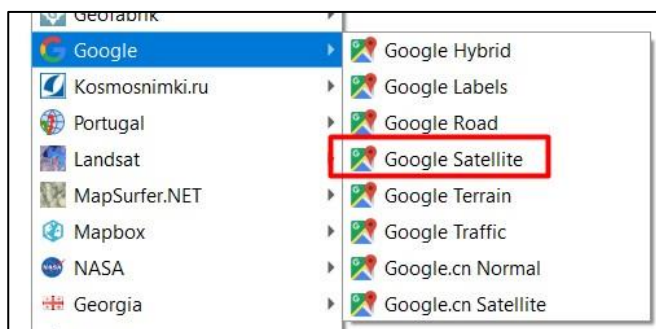 Geofabrik
Google
Kosmosnimki.ru
Portugal
Landsat
MapSurfer.NET
Mapbox
NASA
Georgia
Google Hybrid
Google Labels
Google Road
Google Satellite
Google Terrain
Google Traffic
Google.cn Normal
Google.cn Satellite